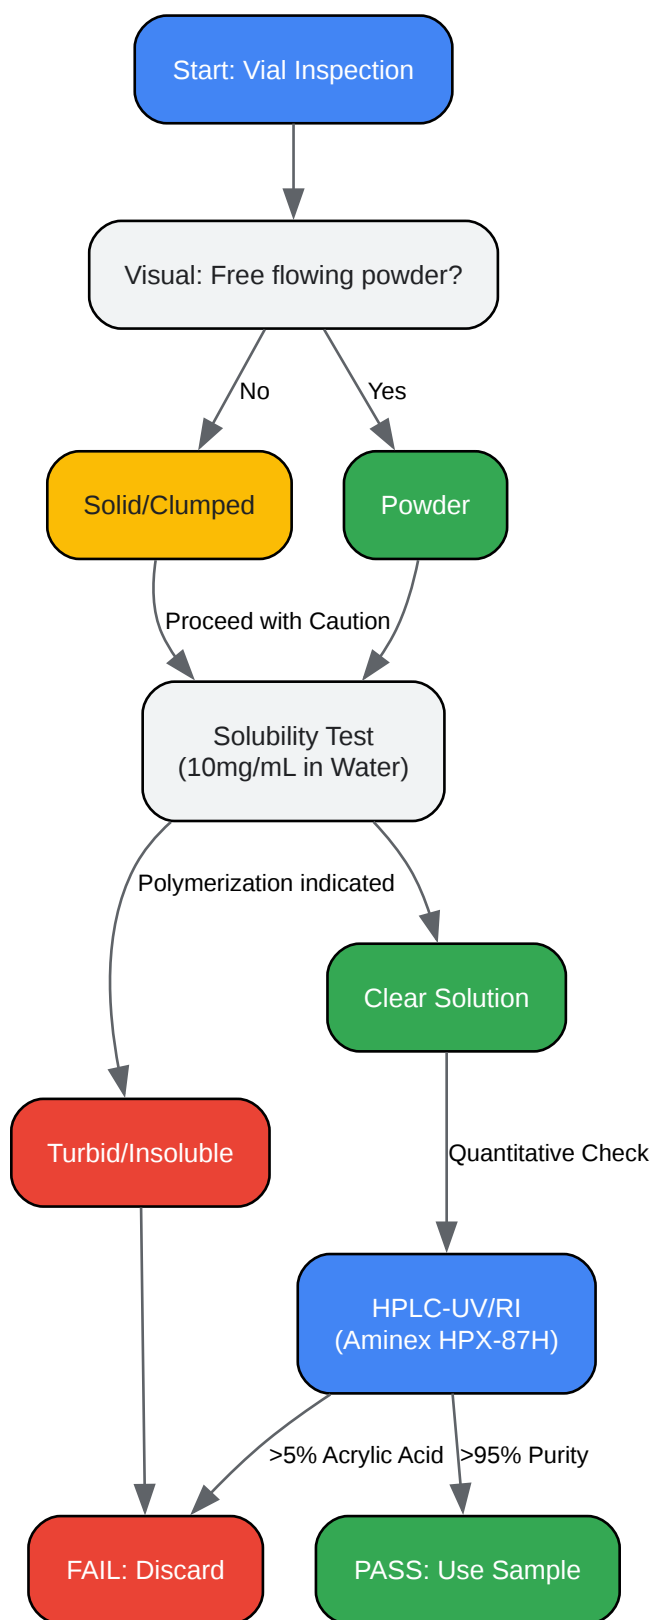 Start: Vial Inspection
Visual: Free flowing powder?
No
Yes
Solid/Clumped
Powder
Proceed with Caution
Solubility Test
(10mg/mL in Water)
Polymerization indicated
Clear Solution
Turbid/Insoluble
Quantitative Check
HPLC-UV/RI
(Aminex HPX-87H)
>5% Acrylic Acid
>95% Purity
FAIL: Discard
PASS: Use Sample